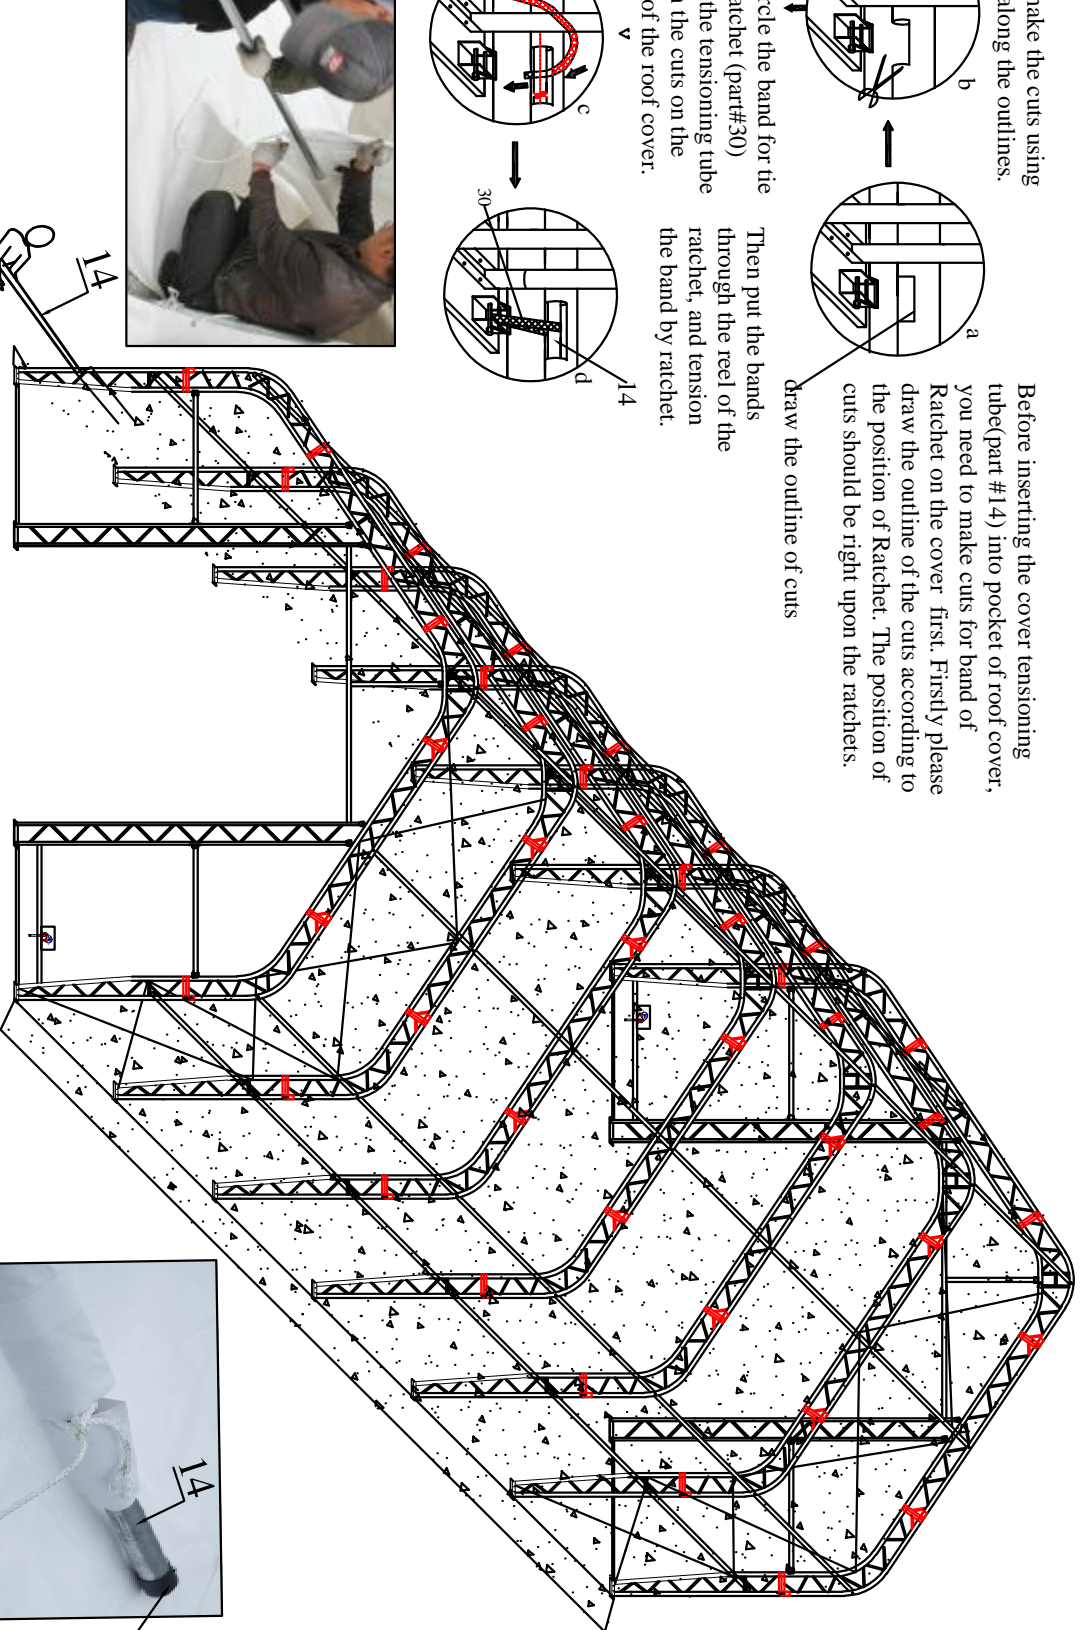 Before inserting the cover tensioning
tube(part #14) into pocket of roof cover,
you need to make cuts for band of
Ratchet on the cover first. Firstly please
draw the outline of the cuts according to
the position of Ratchet. The position of
cuts should be right upon the ratchets.
draw the outline of cuts
a
make the cuts using
along the outlines.
b
rcle the band for tie
atchet (part#30)
the tensioning tube
the cuts on the
of the roof cover.
c
Then put the bands
through the reel of the
ratchet, and tension
the band by ratchet.
d
30
14
14
14